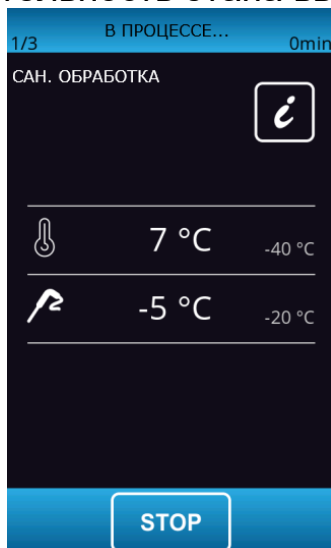 В ПРОЦЕССЕ...
1/3 0min
САН. ОБРАБОТКА
i
7 °C -40 °C
-5 °C -20 °C
STOP